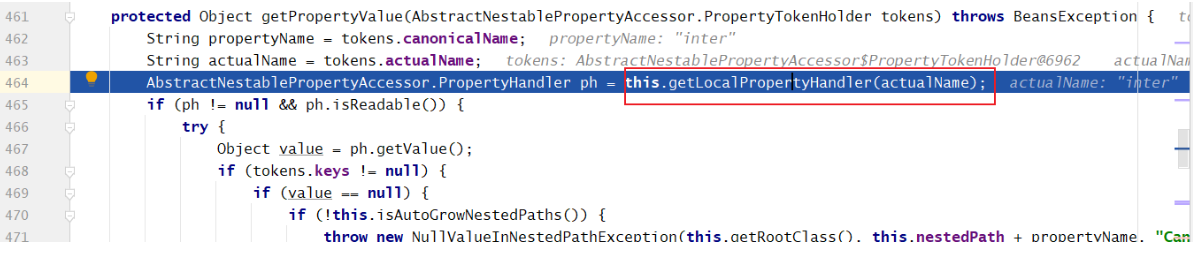 461 protected Object getPropertyValue(AbstractNestablePropertyAccessor.PropertyTokenHolder tokens) throws BeansException {
462 String propertyName = tokens.canonicalName; propertyName: "inter"
463 String actualName = tokens.actualName; tokens: AbstractNestablePropertyAccessor$PropertyTokenHolder@6962 actualNam
464 AbstractNestablePropertyAccessor.PropertyHandler ph = this.getLocalPropertyHandler(actualName); actualName: "inter"
465 if (ph != null && ph.isReadable()) {
466 try {
467 Object value = ph.getValue();
468 if (tokens.keys != null) {
469 if (value == null) {
470 if (!this.isAutoGrowNestedPaths()) {
471 throw new NullValueInNestedPathException(this.getRootClass(), this.nestedPath + propertyName, "Can